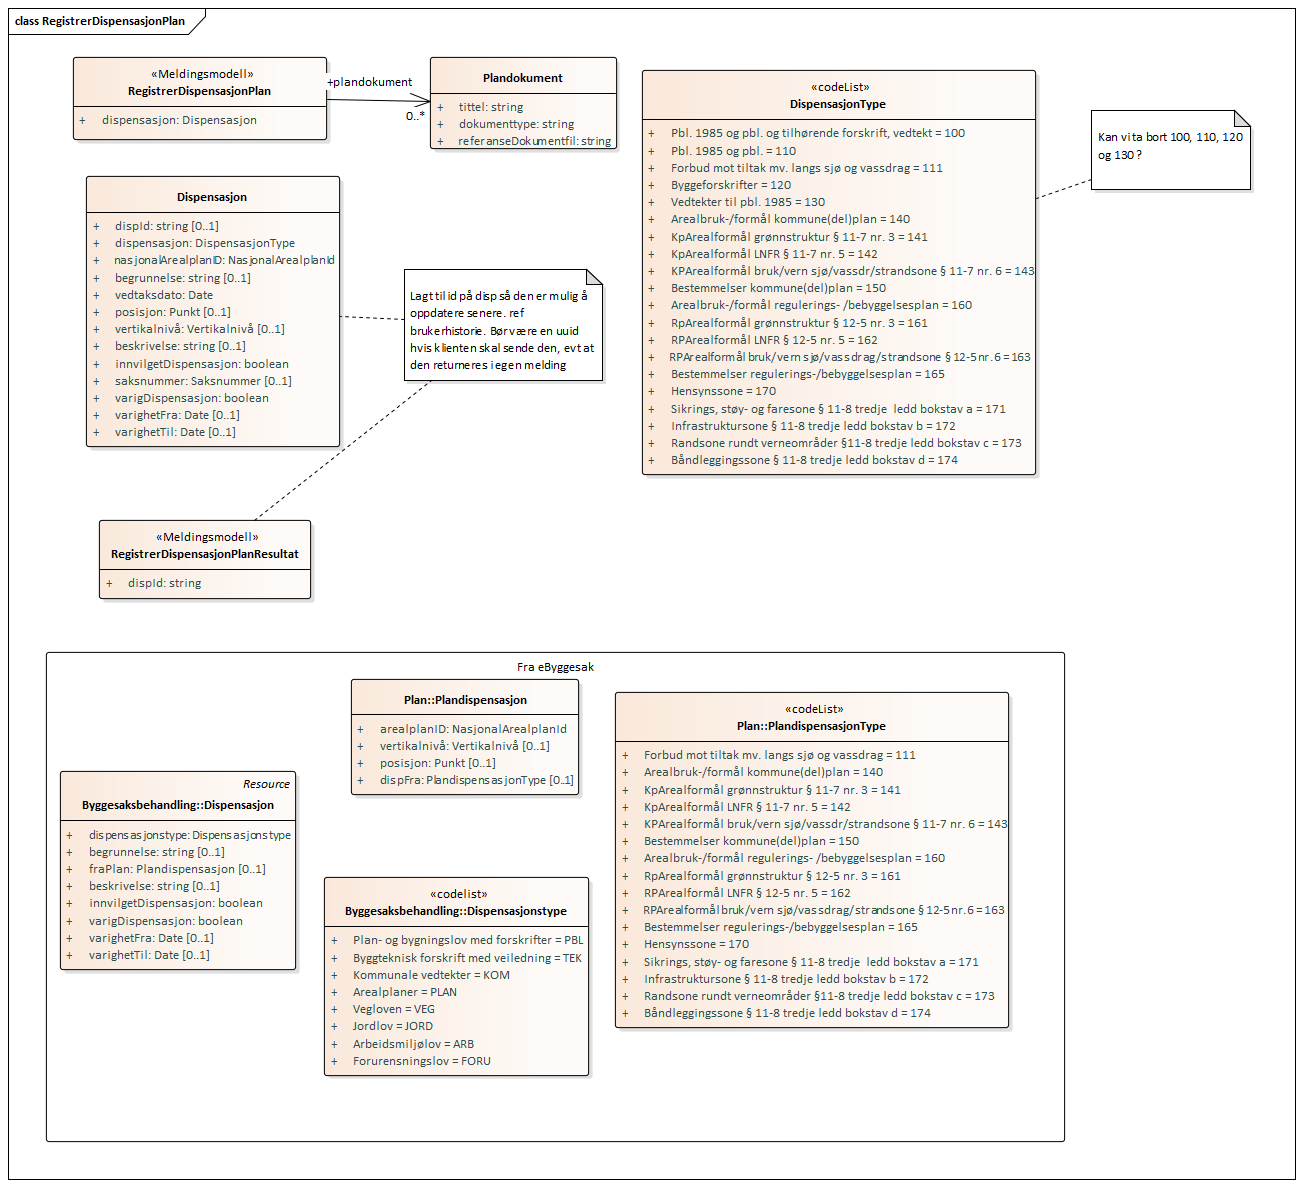 class RegistrerDispensasjonPlan
«Meldingsmodell»
RegistrerDispensasjonPlan
+ dispensasjon: Dispensasjon
+plandokument
0..*
Plandokument
+ tittel: string
+ dokumenttype: string
+ referanseDokumentfil: string
«codeList»
DispensasjonType
+ Pbl. 1985 og pbl. og tilhørende forskrift, vedtekt = 100
+ Pbl. 1985 og pbl. = 110
+ Forbud mot tiltak mv. langs sjø og vassdrag = 111
+ Byggeforskrifter = 120
+ Vedtekter til pbl. 1985 = 130
+ Arealbruk-/formål kommune(del)plan = 140
+ KpArealformål grønnstruktur § 11-7 nr. 3 = 141
+ KpArealformål LNFR § 11-7 nr. 5 = 142
+ KPArealformål bruk/vern sjø/vassdr/strandsone § 11-7 nr. 6 = 143
+ Bestemmelser kommune(del)plan = 150
+ Arealbruk-/formål regulerings- /bebyggelsesplan = 160
+ RpArealformål grønnstruktur § 12-5 nr. 3 = 161
+ RPArealformål LNFR § 12-5 nr. 5 = 162
+ RPArealformål bruk/vern sjø/vassdrag/strandsone § 12-5 nr. 6 = 163
+ Bestemmelser regulerings-/bebyggelsesplan = 165
+ Hensynssone = 170
+ Sikrings, støy- og faresone § 11-8 tredje  ledd bokstav a = 171
+ Infrastruktursone § 11-8 tredje ledd bokstav b = 172
+ Randsone rundt verneområder §11-8 tredje ledd bokstav c = 173
+ Båndleggingssone § 11-8 tredje ledd bokstav d = 174
Kan vi ta bort 100, 110, 120
og 130 ?
Dispensasjon
+ dispId: string [0..1]
+ dispensasjon: DispensasjonType
+ nasjonalArealplanID: NasjonalArealplanId
+ begrunnelse: string [0..1]
+ vedtaksdato: Date
+ posisjon: Punkt [0..1]
+ vertikalnivå: Vertikalnivå [0..1]
+ beskrivelse: string [0..1]
+ innvilgetDispensasjon: boolean
+ saksnummer: Saksnummer [0..1]
+ varigDispensasjon: boolean
+ varighetFra: Date [0..1]
+ varighetTil: Date [0..1]
Lagt til id på disp så den er mulig å
oppdatere senere. ref
brukerhistorie. Bør være en uuid
hvis klienten skal sende den, evt at
den returneres i egen melding
«Meldingsmodell»
RegistrerDispensasjonPlanResultat
+ dispId: string
Fra eByggesak
Plan::Plandispensasjon
+ arealplanID: NasjonalArealplanId
+ vertikalnivå: Vertikalnivå [0..1]
+ posisjon: Punkt [0..1]
+ dispFra: PlandispensasjonType [0..1]
«codeList»
Plan::PlandispensasjonType
+ Forbud mot tiltak mv. langs sjø og vassdrag = 111
+ Arealbruk-/formål kommune(del)plan = 140
+ KpArealformål grønnstruktur § 11-7 nr. 3 = 141
+ KpArealformål LNFR § 11-7 nr. 5 = 142
+ KPArealformål bruk/vern sjø/vassdr/strandsone § 11-7 nr. 6 = 143
+ Bestemmelser kommune(del)plan = 150
+ Arealbruk-/formål regulerings- /bebyggelsesplan = 160
+ RpArealformål grønnstruktur § 12-5 nr. 3 = 161
+ RPArealformål LNFR § 12-5 nr. 5 = 162
+ RPArealformål bruk/vern sjø/vassdrag/strandsone § 12-5 nr. 6 = 163
+ Bestemmelser regulerings-/bebyggelsesplan = 165
+ Hensynssone = 170
+ Sikrings, støy- og faresone § 11-8 tredje  ledd bokstav a = 171
+ Infrastruktursone § 11-8 tredje ledd bokstav b = 172
+ Randsone rundt verneområder §11-8 tredje ledd bokstav c = 173
+ Båndleggingssone § 11-8 tredje ledd bokstav d = 174
Resource
Byggesaksbehandling::Dispensasjon
+ dispensasjonstype: Dispensasjonstype
+ begrunnelse: string [0..1]
+ fraPlan: Plandispensasjon [0..1]
+ beskrivelse: string [0..1]
+ innvilgetDispensasjon: boolean
+ varigDispensasjon: boolean
+ varighetFra: Date [0..1]
+ varighetTil: Date [0..1]
«codelist»
Byggesaksbehandling::Dispensasjonstype
+ Plan- og bygningslov med forskrifter = PBL
+ Byggteknisk forskrift med veiledning = TEK
+ Kommunale vedtekter = KOM
+ Arealplaner = PLAN
+ Vegloven = VEG
+ Jordlov = JORD
+ Arbeidsmiljølov = ARB
+ Forurensningslov = FORU